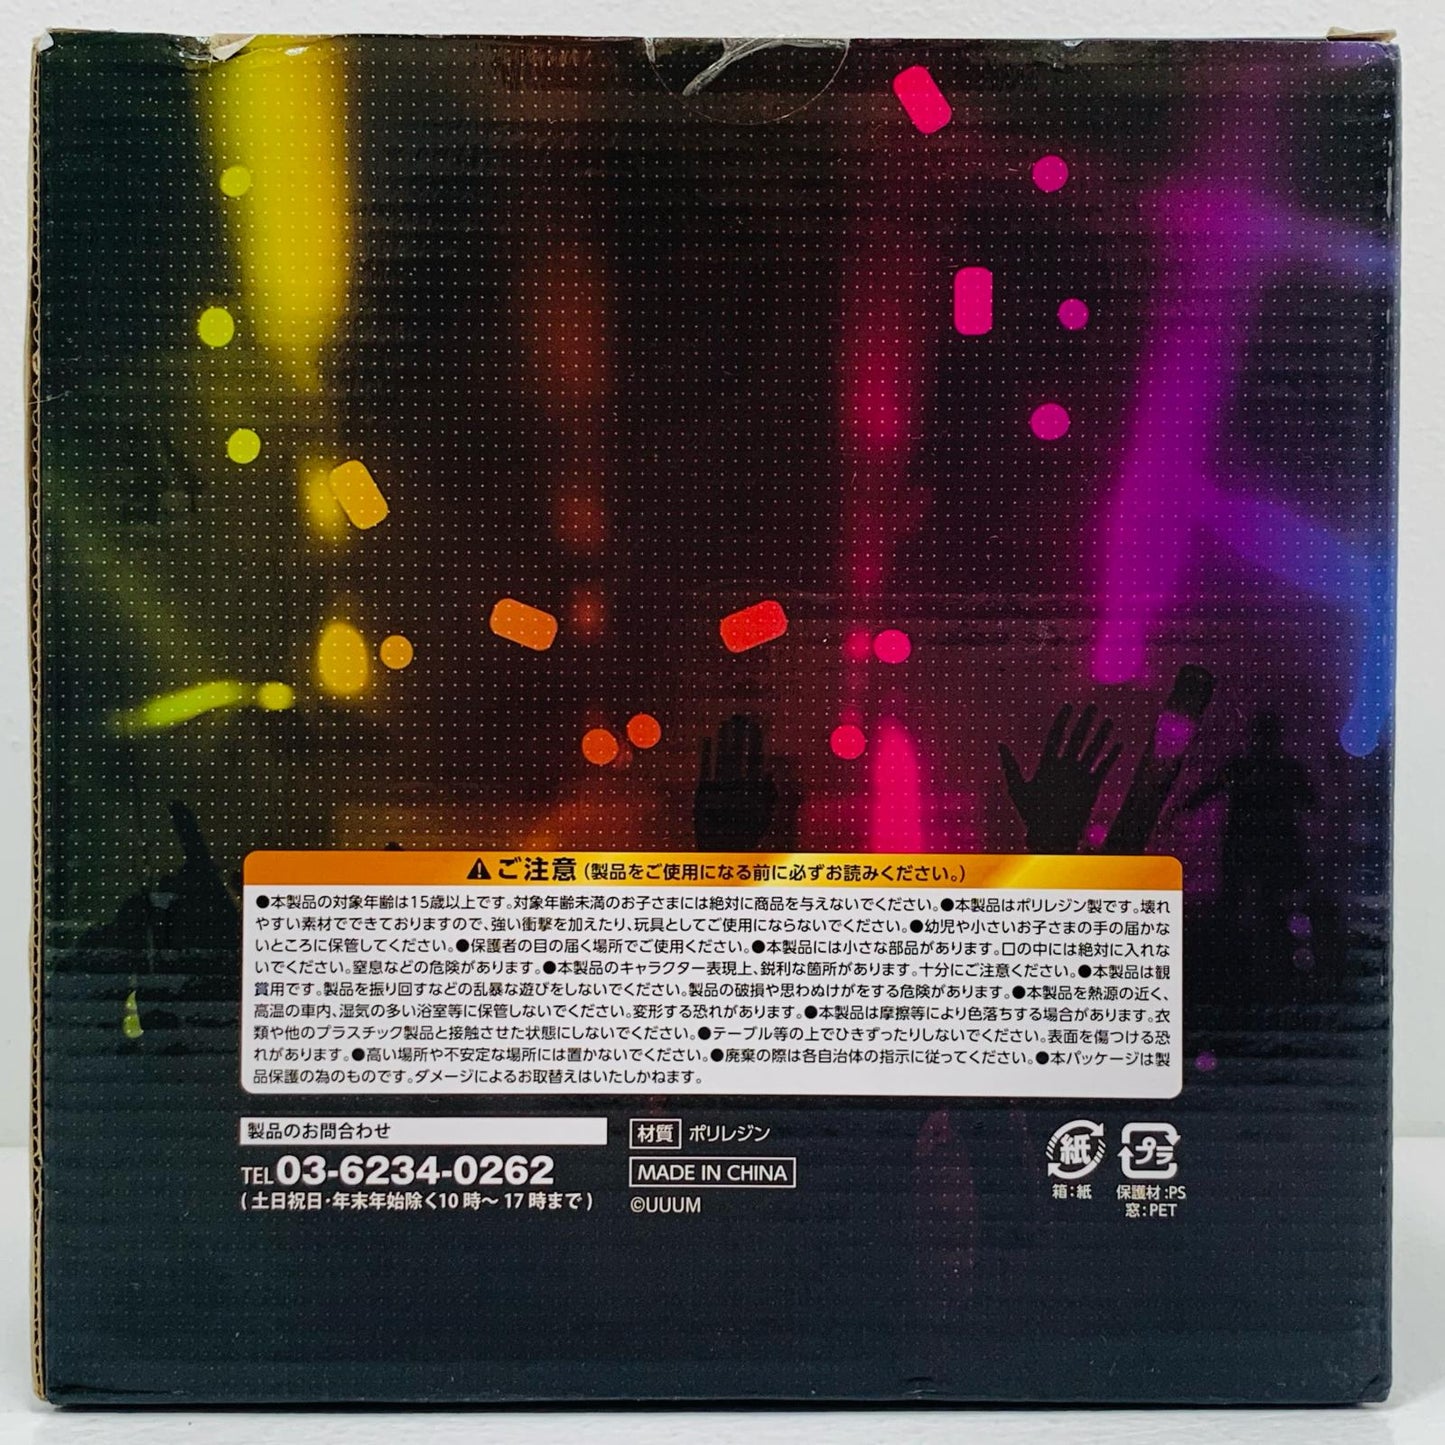 ⚠ご注意(製品をご使用になる前に必ずお読みください。)
●本製品の対象年齢は15歳以上です。対象年齢未満のお子さまには絶対に商品を与えないでください。●本製品はポリレジン製です。壊れ
やすい素材でできておりますので、強い衝撃を加えたり、玩具としてご使用にならないでください。●幼児や小さいお子さまの手の届かな
いところに保管してください。●保護者の目の届く場所でご使用ください。●本製品には小さな部品があります。口の中には絶対に入れな
いでください。窒息などの危険があります。●本製品のキャラクター表現上、鋭利な箇所があります。十分にご注意ください。●本製品は観
賞用です。製品を振り回すなどの乱暴な遊びをしないでください。製品の破損や思わぬけがをする危険があります。●本製品を熱源の近く、
高温の車内、湿気の多い浴室等に保管しないでください。変形する恐れがあります。●本製品は摩擦等により色落ちする場合があります。衣
類や他のプラスチック製品と接触させた状態にしないでください。●テーブル等の上でひきずったりしないでください。表面を傷つける恐
れがあります。●高い場所や不安定な場所には置かないでください。●廃棄の際は各自治体の指示に従ってください。●本パッケージは製
品保護の為のものです。ダメージによるお取替えはいたしかねます。
製品のお問合わせ
TEL 03-6234-0262
(土日祝日・年末年始除く10時〜17時まで)
材質 ポリレジン
MADE IN CHINA
©UUUM
紙
箱:紙
プラ
保護材:PS
窓:PET